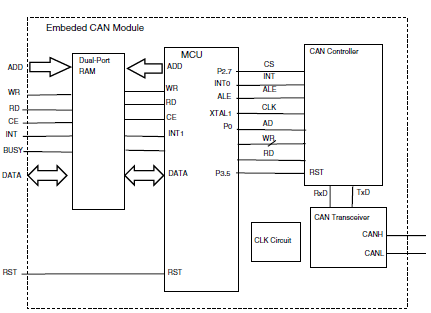 Embeded CAN Module
Dual-Port
RAM
MCU
CAN Controller
ADD
WR
RD
CE
INT
BUSY
DATA
RST
ADD
WR
RD
CE
INT1
DATA
RST
P2.7
INT0
ALE
XTAL1
P0
P3.5
CS
INT
ALE
CLK
AD
WR
RD
RST
RxD
TxD
CAN Transceiver
CANH
CANL
CLK Circuit